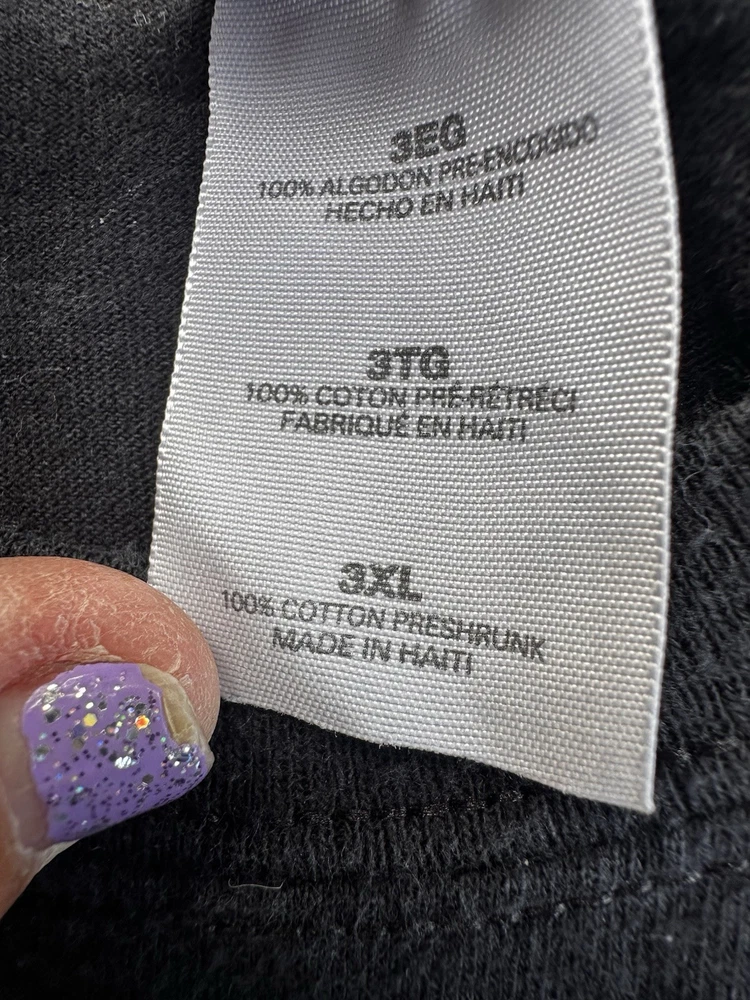 3EG
100% ALGODON PRE-ENCOGIDO
HECHO EN HAITI
3TG
100% COTON PRÉ-RÉTRÉCI
FABRIQUÉ EN HAITI
3XL
100% COTTON PRESHRUNK
MADE IN HAITI